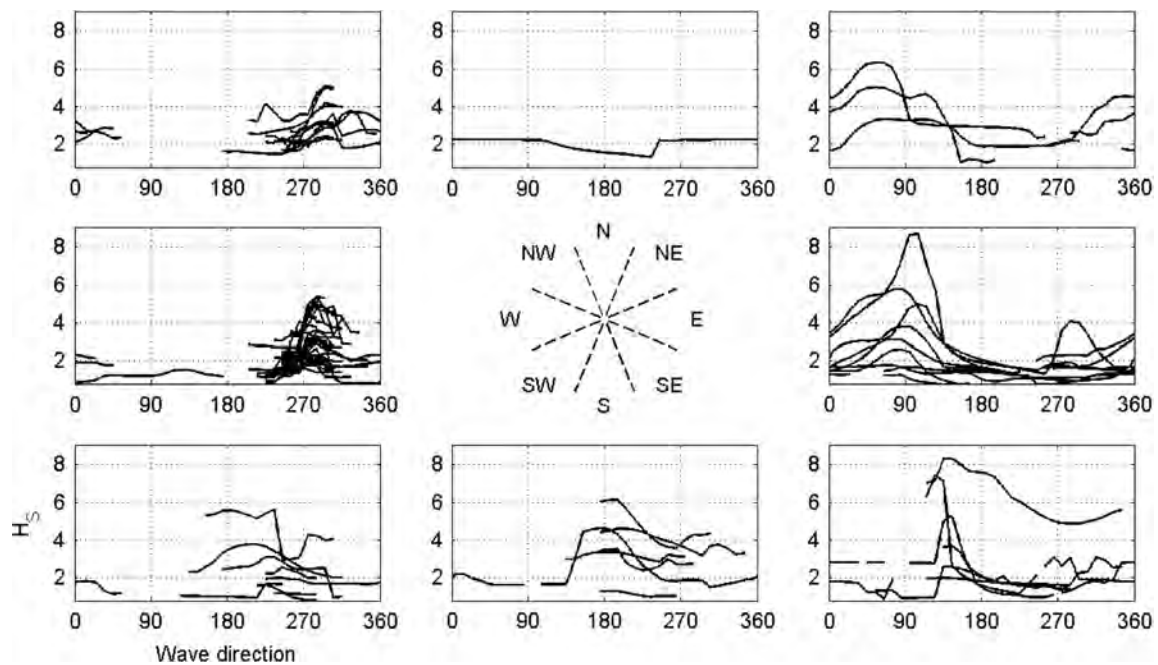 8 8 8
6 6 6
4 4 4
2 2 2
0 90 180 270 360 0 90 180 270 360 0 90 180 270 360
8 N 8
NW NE
6 6
W E
4 4
2 SW SE 2
S
0 90 180 270 360 0 90 180 270 360
8 8 8
6 6 6
H_S
4 4 4
2 2 2
0 90 180 270 360 0 90 180 270 360 0 90 180 270 360
Wave direction